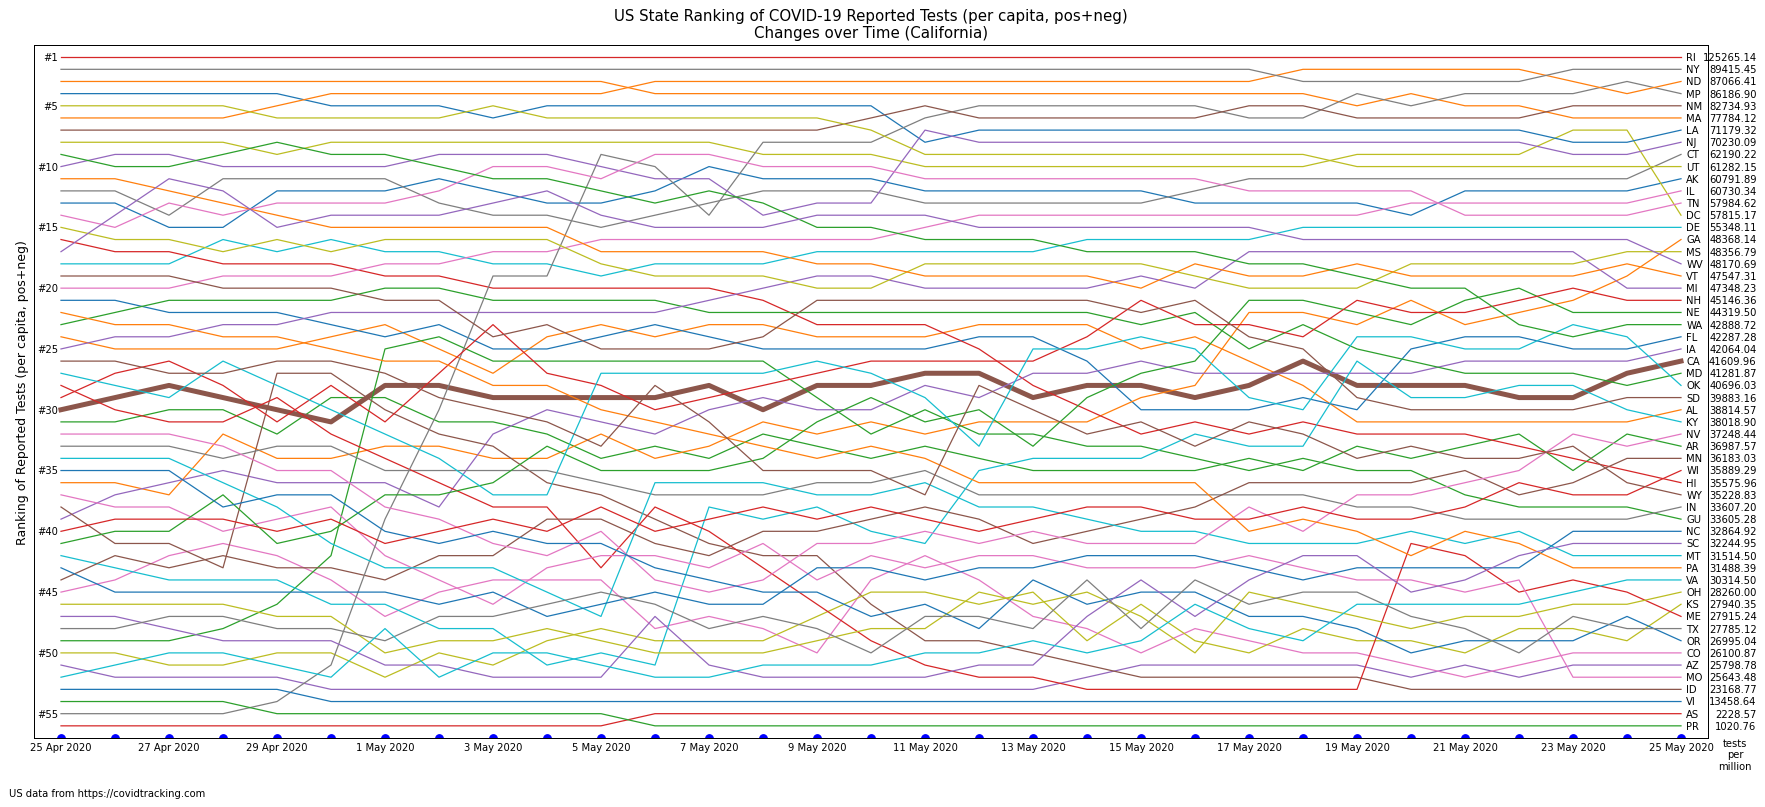 US State Ranking of COVID-19 Reported Tests (per capita, pos+neg)
Changes over Time (California)
Ranking of Reported Tests (per capita, pos+neg)
#1
#5
#10
#15
#20
#25
#30
#35
#40
#45
#50
#55
RI 125265.14
NY 89415.45
ND 87066.41
MP 86186.90
NM 82734.93
MA 77784.12
LA 71179.32
NJ 70230.09
CT 62190.22
UT 61282.15
AK 60791.89
IL 60730.34
TN 57984.62
DC 57815.17
DE 55348.11
GA 48368.14
MS 48356.79
WV 48170.69
VT 47547.31
MI 47348.23
NH 45146.36
NE 44319.50
WA 42888.72
FL 42287.28
IA 42064.04
CA 41609.96
MD 41281.87
OK 40696.03
SD 39883.16
AL 38814.57
KY 38018.90
NV 37248.44
AR 36987.57
MN 36183.03
WI 35889.29
HI 35575.96
WY 35228.83
IN 33607.20
GU 33605.28
NC 32864.92
SC 32244.95
MT 31514.50
PA 31488.39
VA 30314.50
OH 28260.00
KS 27940.35
ME 27915.24
TX 27785.12
OR 26995.04
CO 26100.87
AZ 25798.78
MO 25643.48
ID 23168.77
VI 13458.64
AS 2228.57
PR 1020.76
25 Apr 2020 27 Apr 2020 29 Apr 2020 1 May 2020 3 May 2020 5 May 2020 7 May 2020 9 May 2020 11 May 2020 13 May 2020 15 May 2020 17 May 2020 19 May 2020 21 May 2020 23 May 2020 25 May 2020
tests
per
million
US data from https://covidtracking.com